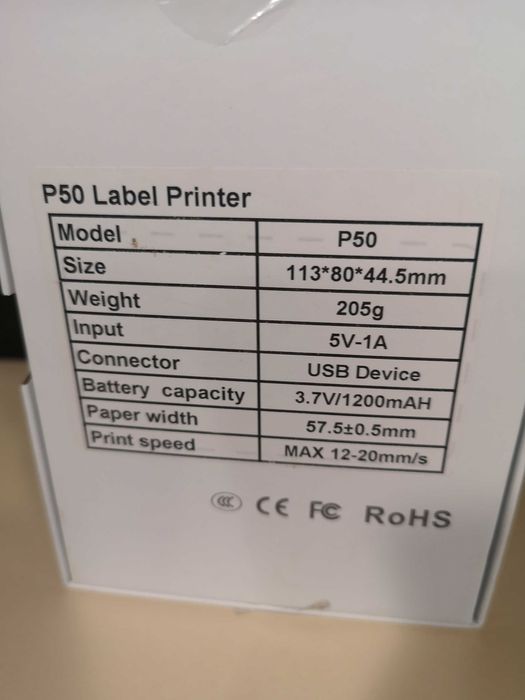 P50 Label Printer
Model P50
Size 113*80*44.5mm
Weight 205g
Input 5V-1A
Connector USB Device
Battery capacity 3.7V/1200mAH
Paper width 57.5±0.5mm
Print speed MAX 12-20mm/s
CCC CE FC RoHS